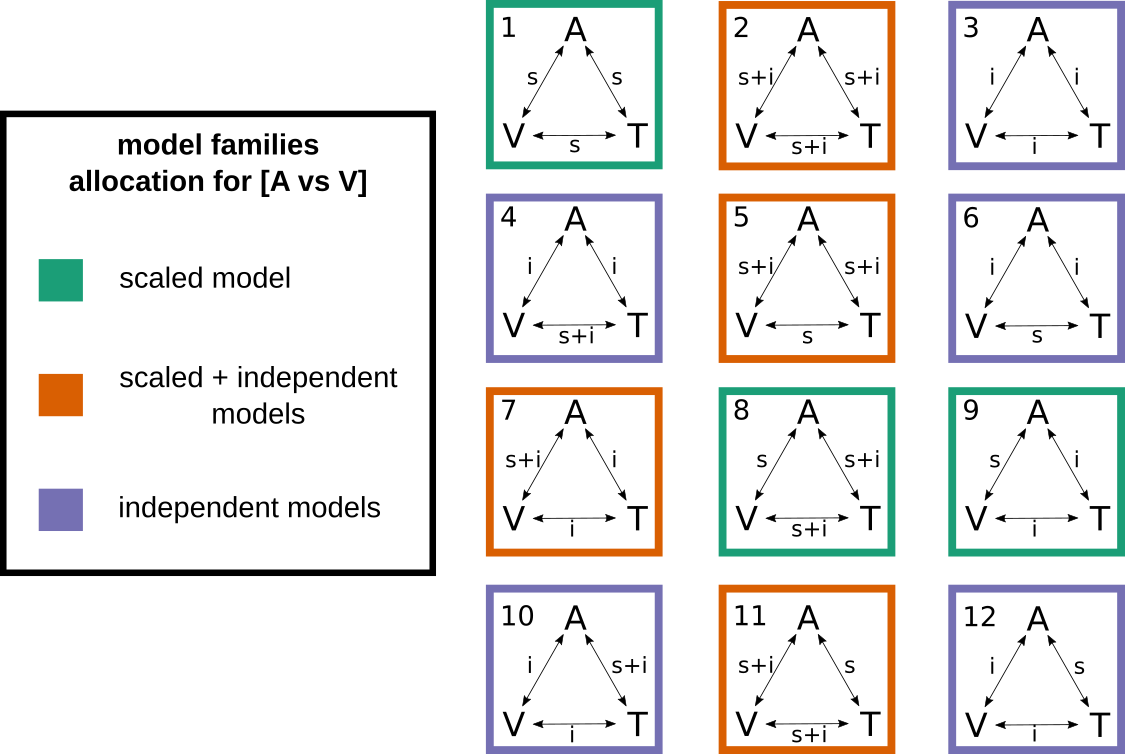 model families
allocation for [A vs V]
scaled model
scaled + independent
models
independent models
1 A
s s
V T
s
2 A
s+i s+i
V T
s+i
3 A
i i
V T
i
4 A
i i
V T
s+i
5 A
s+i s+i
V T
s
6 A
i i
V T
s
7 A
s+i i
V T
i
8 A
s s+i
V T
s+i
9 A
s i
V T
i
10 A
i s+i
V T
i
11 A
s+i s
V T
s+i
12 A
i s
V T
i